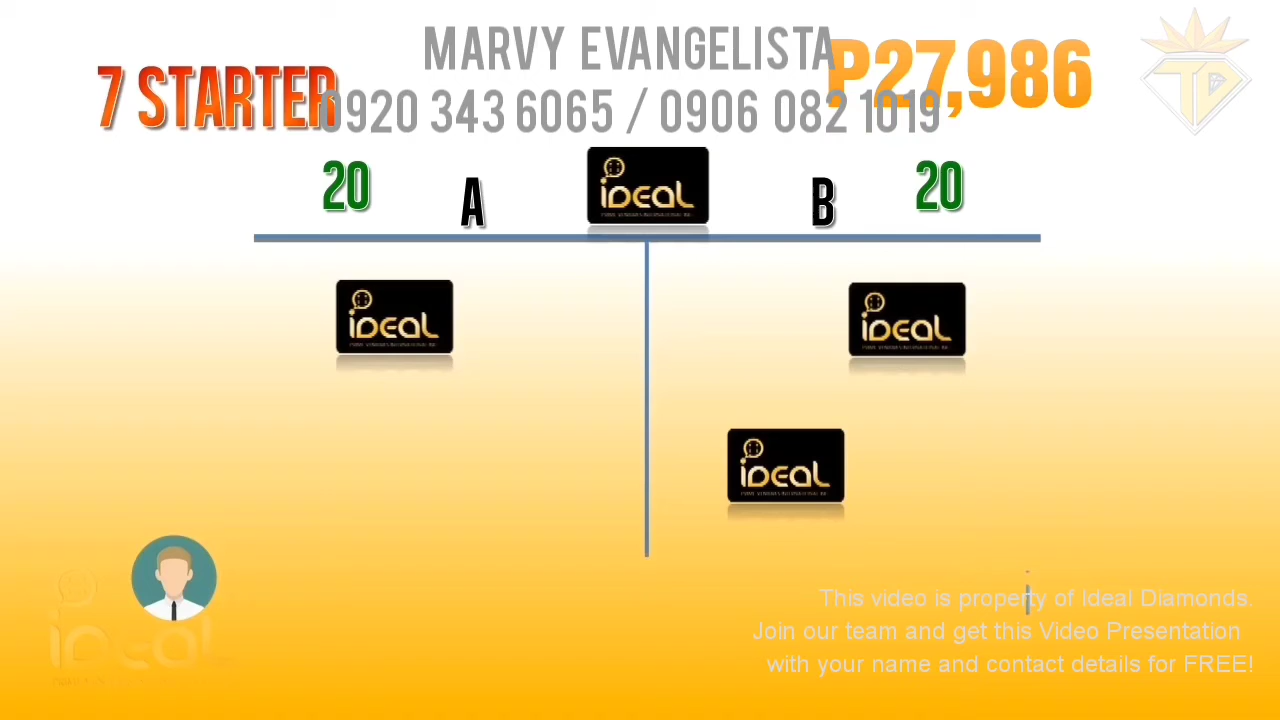 MARVY EVANGELISTA
7 STARTER
P27,986
0920 343 6065 / 0906 082 1019
TD
20
A
iDEAL
B
20
iDEAL
iDEAL
iDEAL
iDEAL
This video is property of Ideal Diamonds.
Join our team and get this Video Presentation
with your name and contact details for FREE!